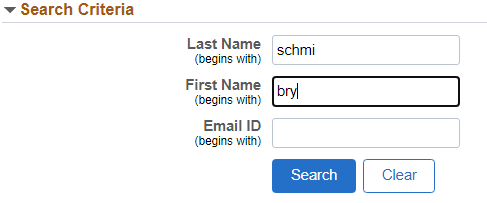 Search Criteria
Last Name
(begins with)
schmi
First Name
(begins with)
bry
Email ID
(begins with)
Search
Clear